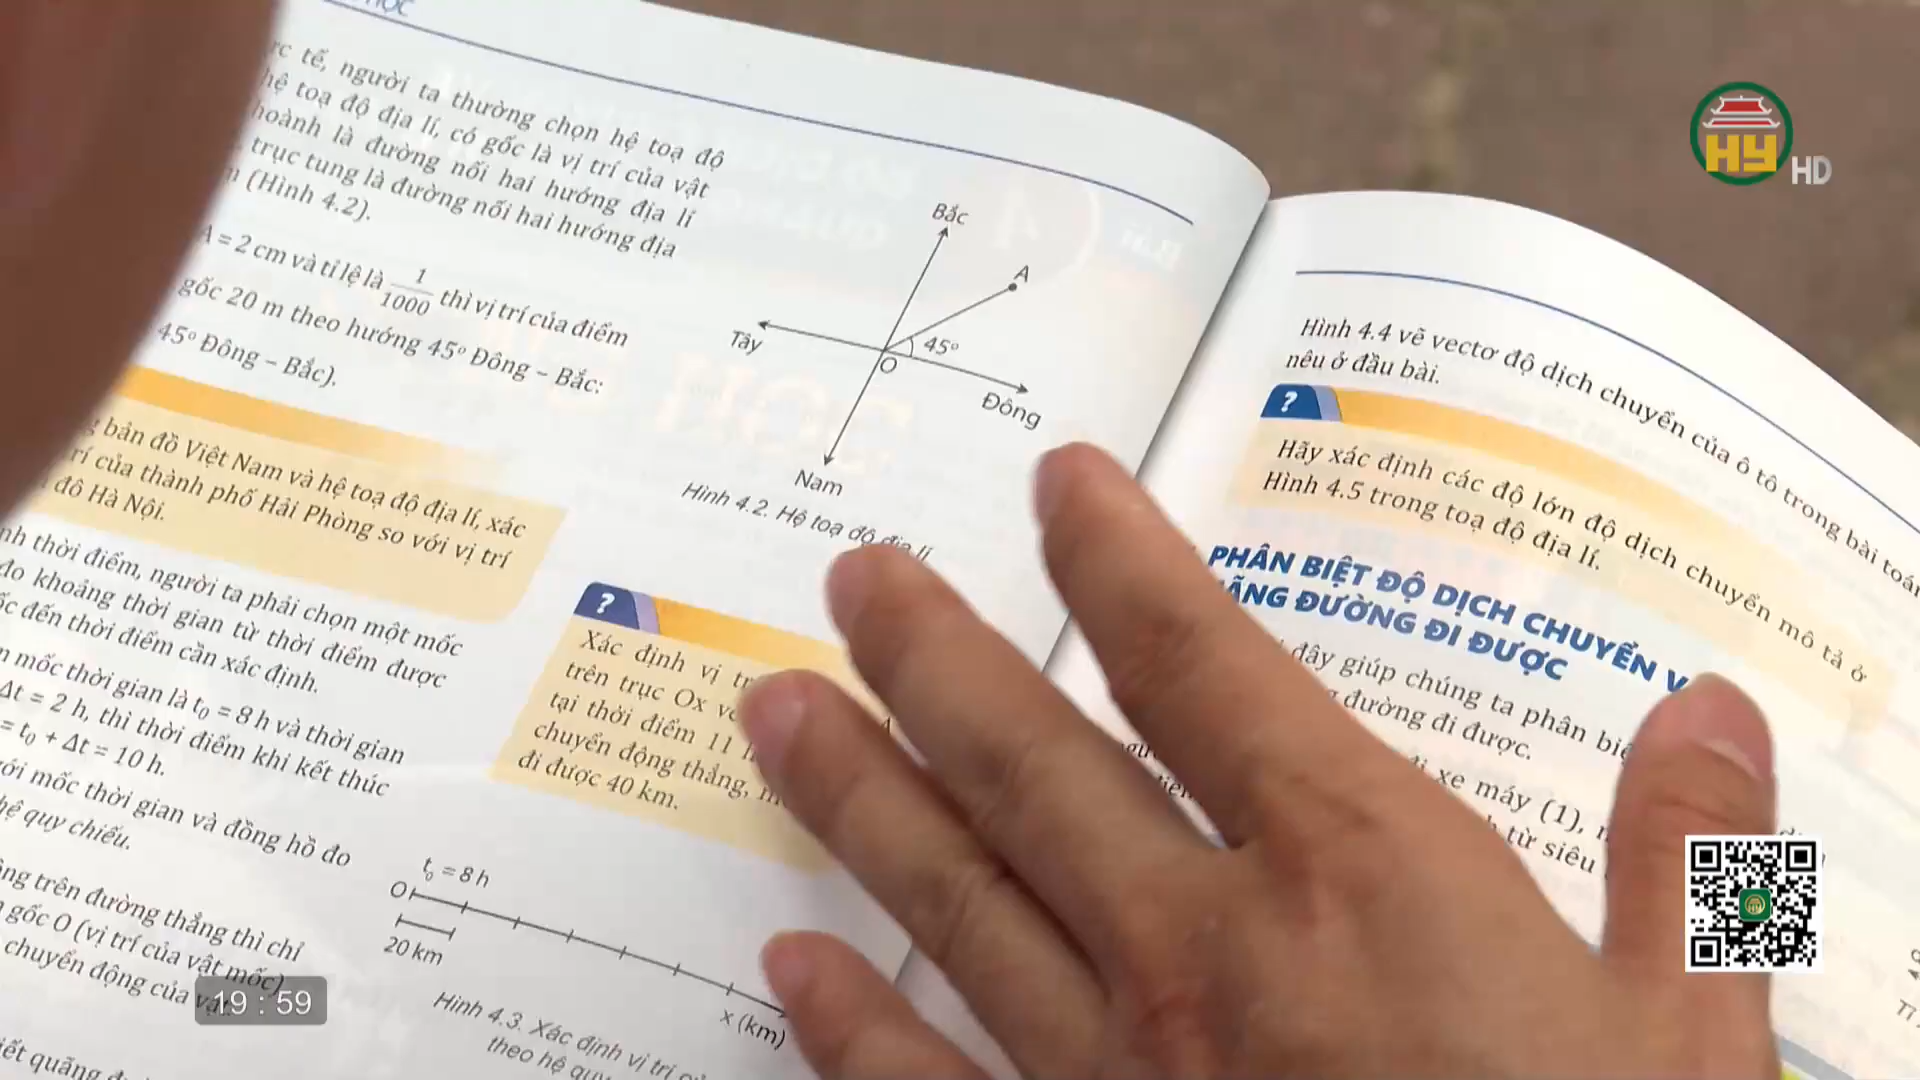 HỌC
tế, người ta thường chọn hệ toạ độ
hệ toạ độ địa lí, có gốc là vị trí của vật
hoành là đường nối hai hướng địa lí
trục tung là đường nối hai hướng địa
(Hình 4.2).
A = 2 cm và tỉ lệ là 1/1000 thì vị trí của điểm
gốc 20 m theo hướng 45° Đông – Bắc:
45° Đông – Bắc).
Bắc
A
Tây
45°
O
Đông
Nam
Hình 4.2. Hệ toạ độ địa lí
bản đồ Việt Nam và hệ toạ độ địa lí, xác
trí của thành phố Hải Phòng so với vị trí
đô Hà Nội.
thời điểm, người ta phải chọn một mốc
đo khoảng thời gian từ thời điểm được
đến thời điểm cần xác định.
mốc thời gian là t₀ = 8 h và thời gian
Δt = 2 h, thì thời điểm khi kết thúc
= t₀ + Δt = 10 h.
với mốc thời gian và đồng hồ đo
hệ quy chiếu.
trên đường thẳng thì chỉ
gốc O (vị trí của vật mốc)
chuyển động của vật.
quãng
?
Xác định vị
trên trục Ox
tại thời điểm 11
chuyển động thẳng,
đi được 40 km.
t₀ = 8 h
O
20 km
x (km)
Hình 4.3. Xác định vị trí
theo hệ
Hình 4.4 vẽ vectơ độ dịch chuyển của ô tô trong bài toán
nêu ở đầu bài.
?
Hãy xác định các độ lớn độ dịch chuyển mô tả ở
Hình 4.5 trong toạ độ địa lí.
PHÂN BIỆT ĐỘ DỊCH CHUYỂN
ĐƯỜNG ĐI ĐƯỢC
đây giúp chúng ta phân
đường đi được.
đi xe máy (1),
từ siêu
HY HD
19 : 59